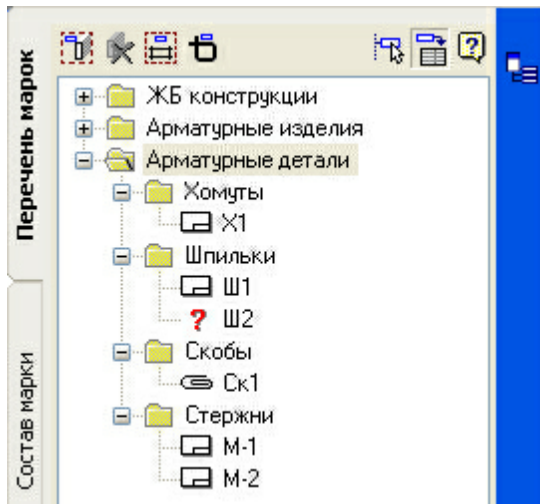 Перечень марок
Состав марки
ЖБ конструкции
Арматурные изделия
Арматурные детали
Хомуты
Х1
Шпильки
Ш1
? Ш2
Скобы
Ск1
Стержни
М-1
М-2